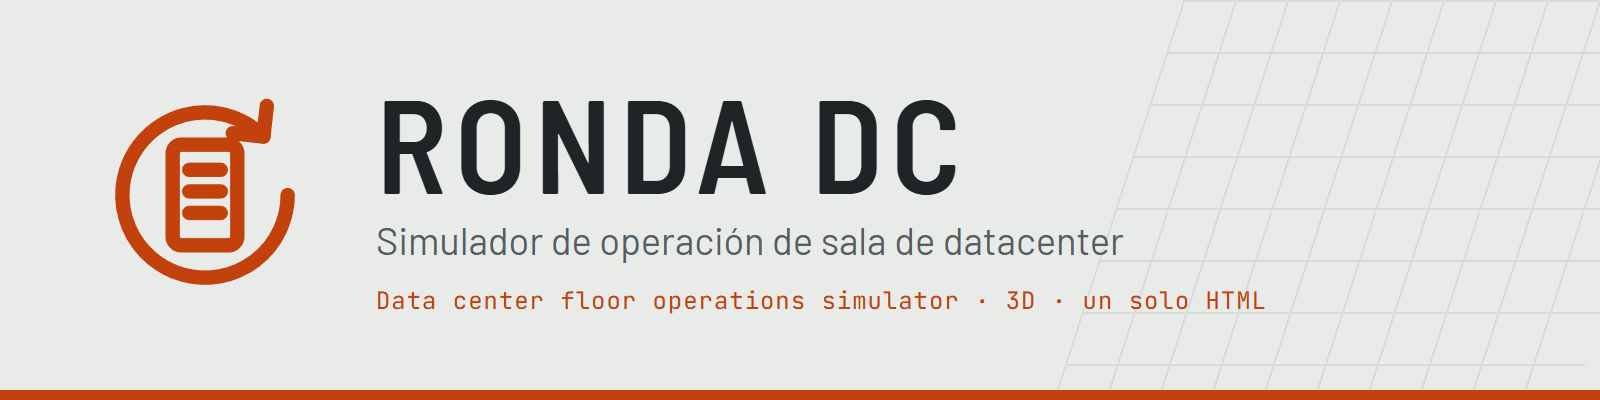 RONDA DC
Simulador de operación de sala de datacenter
Data center floor operations simulator · 3D · un solo HTML